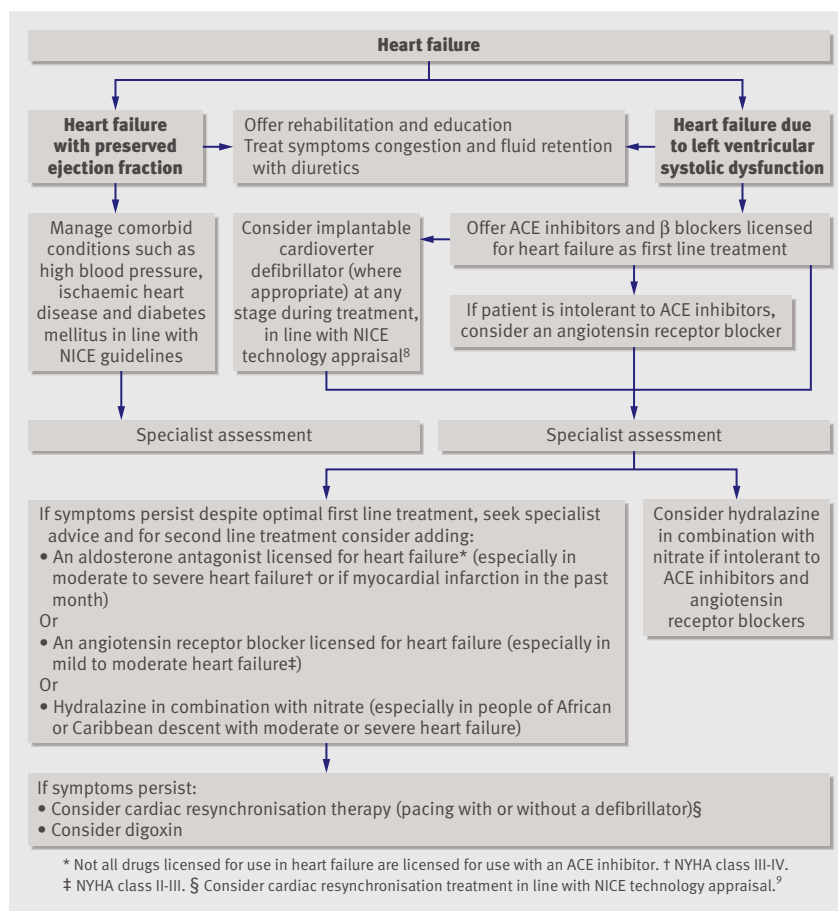 Heart failure
Heart failure
with preserved
ejection fraction
Offer rehabilitation and education
Treat symptoms congestion and fluid retention
with diuretics
Heart failure due
to left ventricular
systolic dysfunction
Manage comorbid
conditions such as
high blood pressure,
ischaemic heart
disease and diabetes
mellitus in line with
NICE guidelines
Consider implantable
cardioverter
defibrillator (where
appropriate) at any
stage during treatment,
in line with NICE
technology appraisal⁸
Offer ACE inhibitors and β blockers licensed
for heart failure as first line treatment
If patient is intolerant to ACE inhibitors,
consider an angiotensin receptor blocker
Specialist assessment
Specialist assessment
If symptoms persist despite optimal first line treatment, seek specialist
advice and for second line treatment consider adding:
• An aldosterone antagonist licensed for heart failure* (especially in
moderate to severe heart failure† or if myocardial infarction in the past
month)
Or
• An angiotensin receptor blocker licensed for heart failure (especially in
mild to moderate heart failure‡)
Or
• Hydralazine in combination with nitrate (especially in people of African
or Caribbean descent with moderate or severe heart failure)
Consider hydralazine
in combination with
nitrate if intolerant to
ACE inhibitors and
angiotensin
receptor blockers
If symptoms persist:
• Consider cardiac resynchronisation therapy (pacing with or without a defibrillator)§
• Consider digoxin
* Not all drugs licensed for use in heart failure are licensed for use with an ACE inhibitor. † NYHA class III-IV.
‡ NYHA class II-III. § Consider cardiac resynchronisation treatment in line with NICE technology appraisal.⁹